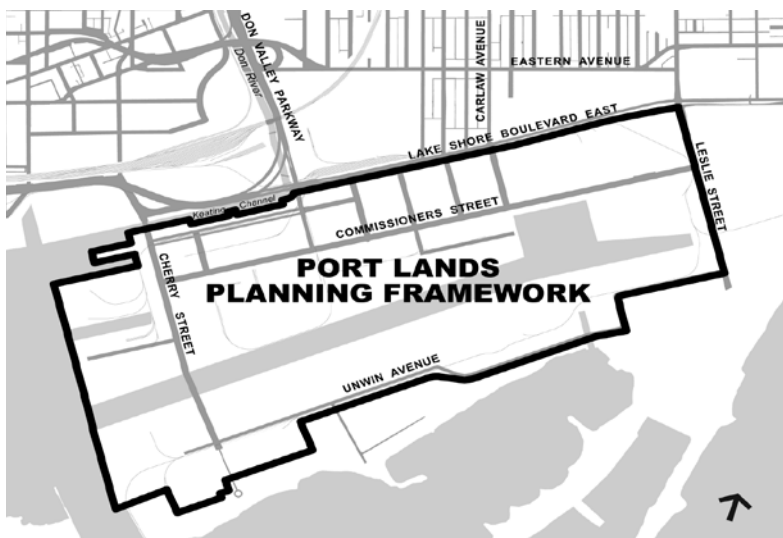 DON VALLEY PARKWAY
Don River
CARLAW AVENUE
EASTERN AVENUE
LAKE SHORE BOULEVARD EAST
LESLIE STREET
Keating Channel
COMMISSIONERS STREET
CHERRY STREET
PORT LANDS
PLANNING FRAMEWORK
UNWIN AVENUE